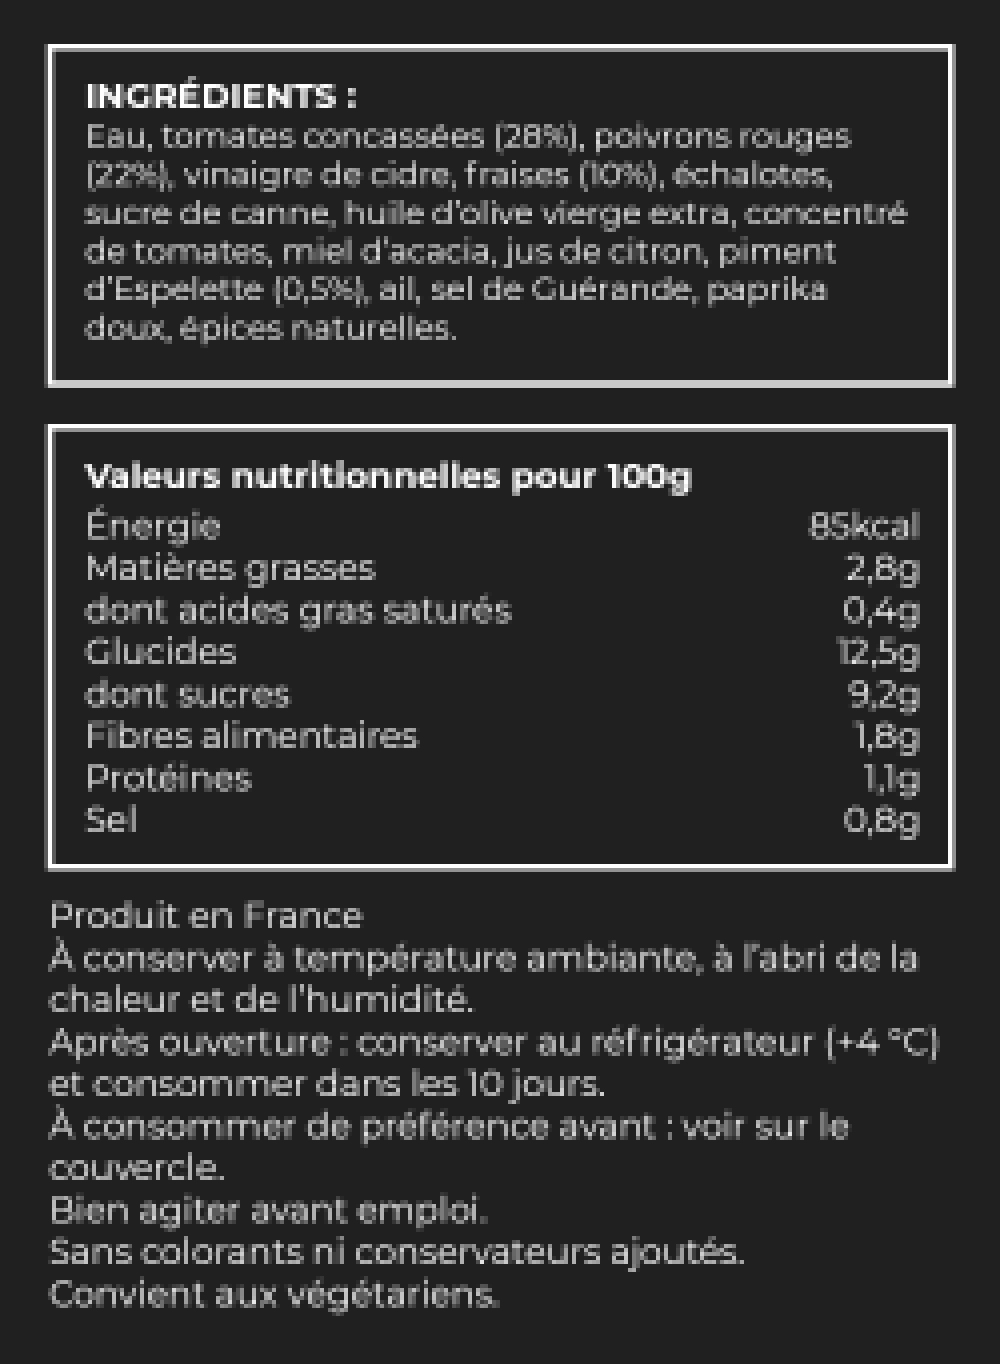 INGRÉDIENTS :
Eau, tomates concassées (28%), poivrons rouges
(22%), vinaigre de cidre, fraises (10%), échalotes,
sucre de canne, huile d'olive vierge extra, concentré
de tomates, miel d'acacia, jus de citron, piment
d'Espelette (0,5%), ail, sel de Guérande, paprika
doux, épices naturelles.
Valeurs nutritionnelles pour 100g
Énergie 85kcal
Matières grasses 2,8g
dont acides gras saturés 0,4g
Glucides 12,5g
dont sucres 9,2g
Fibres alimentaires 1,8g
Protéines 1,1g
Sel 0,8g
Produit en France
À conserver à température ambiante, à l'abri de la
chaleur et de l'humidité.
Après ouverture : conserver au réfrigérateur (+4 °C)
et consommer dans les 10 jours.
À consommer de préférence avant : voir sur le
couvercle.
Bien agiter avant emploi.
Sans colorants ni conservateurs ajoutés.
Convient aux végétariens.